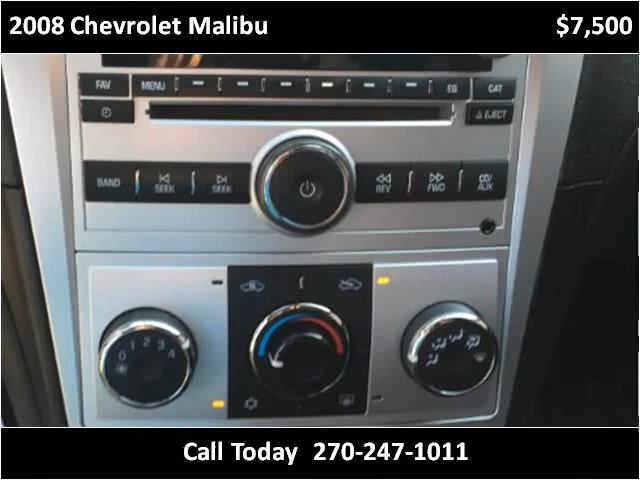 2008 Chevrolet Malibu $7,500
FAV MENU EQ CAT
EJECT
BAND SEEK SEEK REV FWD CD/AUX
0 1 2 3 4
Call Today 270-247-1011